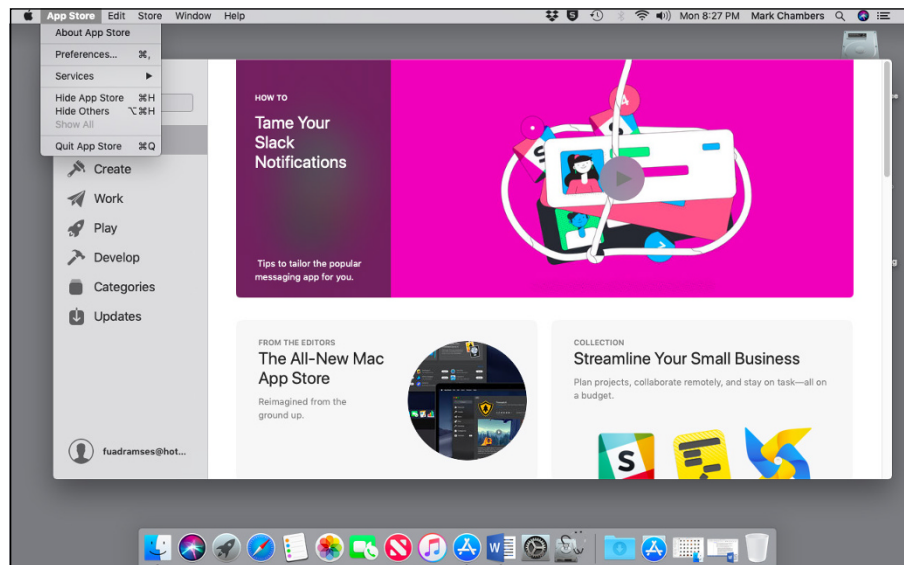 App Store Edit Store Window Help Mon 8:27 PM Mark Chambers
About App Store
Preferences... ⌘,
Services
Hide App Store ⌘H
Hide Others ⌥⌘H
Show All
Quit App Store ⌘Q
Create
Work
Play
Develop
Categories
Updates
fuadramses@hot...
HOW TO
Tame Your
Slack
Notifications
Tips to tailor the popular
messaging app for you.
FROM THE EDITORS
The All-New Mac
App Store
Reimagined from the
ground up.
COLLECTION
Streamline Your Small Business
Plan projects, collaborate remotely, and stay on task—all on
a budget.
S